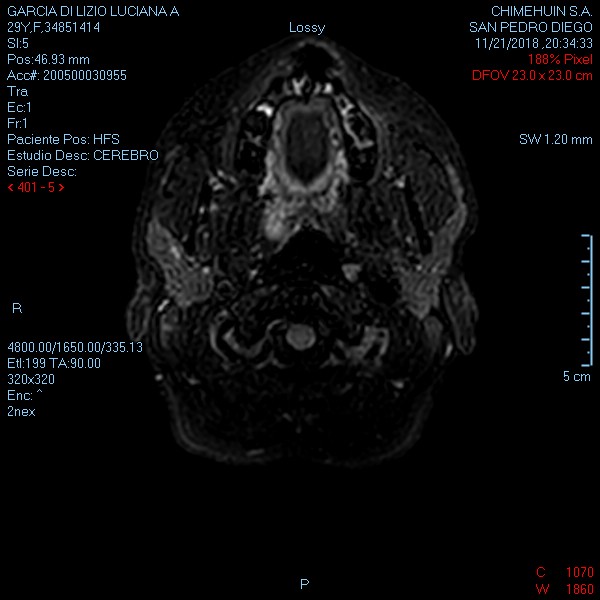 GARCIA DI LIZIO LUCIANA A
29Y,F,34851414
Sl:5
Pos:46.93 mm
Acc#: 200500030955
Tra
Ec:1
Fr:1
Paciente Pos: HFS
Estudio Desc: CEREBRO
Serie Desc:
< 401 - 5 >
Lossy
CHIMEHUIN S.A.
SAN PEDRO DIEGO
11/21/2018 ,20:34:33
188% Pixel
DFOV 23.0 x 23.0 cm
SW 1.20 mm
R
4800.00/1650.00/335.13
Etl:199 TA:90.00
320x320
Enc: ^
2nex
5 cm
P
C 1070
W 1860